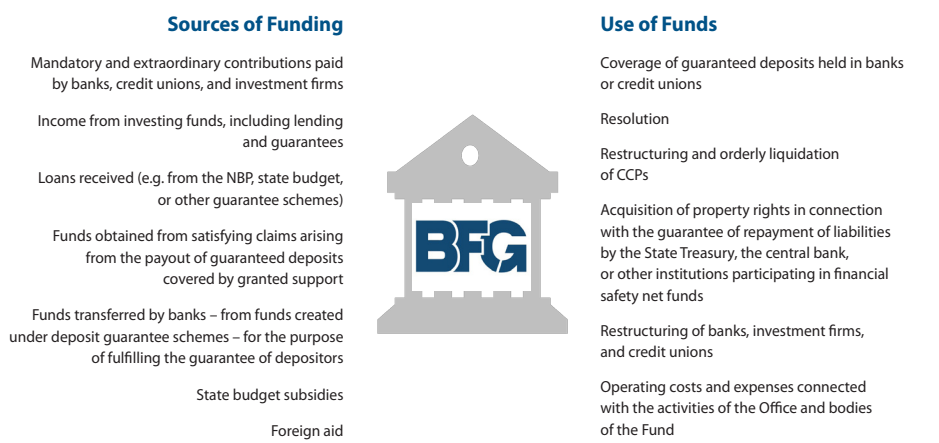 Sources of Funding
Mandatory and extraordinary contributions paid
by banks, credit unions, and investment firms
Income from investing funds, including lending
and guarantees
Loans received (e.g. from the NBP, state budget,
or other guarantee schemes)
Funds obtained from satisfying claims arising
from the payout of guaranteed deposits
covered by granted support
Funds transferred by banks – from funds created
under deposit guarantee schemes – for the purpose
of fulfilling the guarantee of depositors
State budget subsidies
Foreign aid
BFG
Use of Funds
Coverage of guaranteed deposits held in banks
or credit unions
Resolution
Restructuring and orderly liquidation
of CCPs
Acquisition of property rights in connection
with the guarantee of repayment of liabilities
by the State Treasury, the central bank,
or other institutions participating in financial
safety net funds
Restructuring of banks, investment firms,
and credit unions
Operating costs and expenses connected
with the activities of the Office and bodies
of the Fund